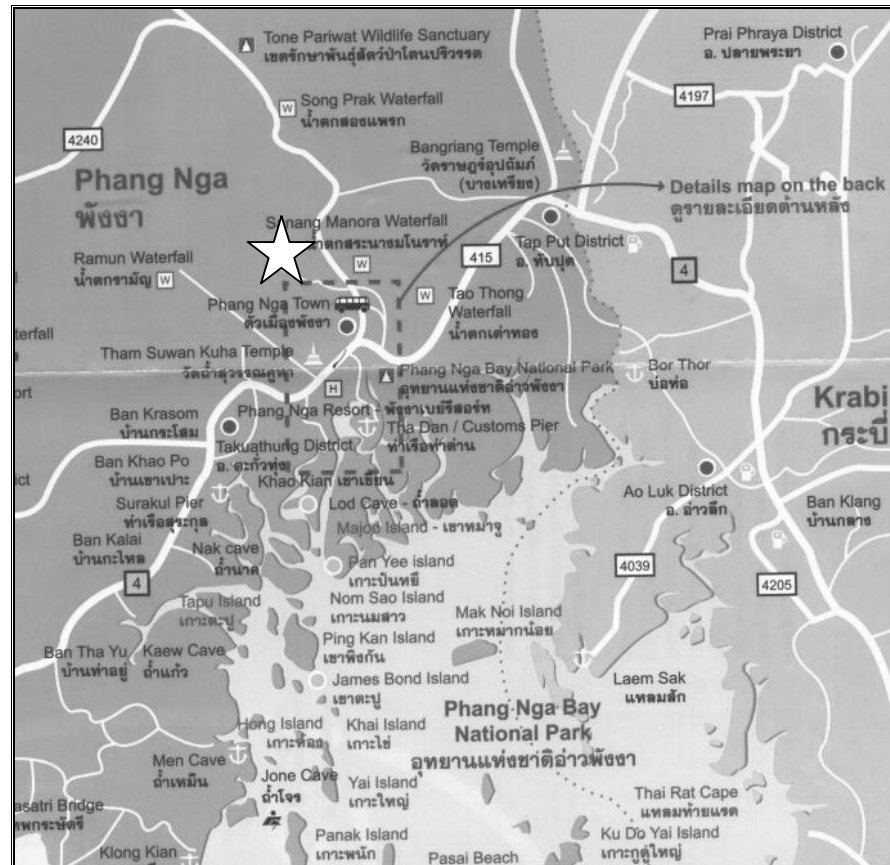 Tone Pariwat Wildlife Sanctuary
เขตรักษาพันธุ์สัตว์ป่าโตนปริวรรต
Prai Phraya District
อ. ปลายพระยา
4197
Song Prak Waterfall
น้ำตกสองแพรก
4240
Bangriang Temple
วัดราษฎร์อุปถัมภ์
(บางเหรียง)
Phang Nga
พังงา
Details map on the back
ดูรายละเอียดด้านหลัง
Manora Waterfall
น้ำตกสระนางมโนราห์
W
Tap Put District
อ. ทับปุด
415
4
Ramun Waterfall
น้ำตกรามัญ W
W
Tao Thong
Waterfall
น้ำตกเต่าทอง
Phang Nga Town
ตัวเมืองพังงา
terfall
Tham Suwan Kuha Temple
วัดถ้ำสุวรรณคูหา
Phang Nga Bay National Park
อุทยานแห่งชาติอ่าวพังงา
Bor Thor
บ่อท่อ
ort
H
Krabi
กระบี่
Ban Krasom
บ้านกระโสม
Phang Nga Resort - พังงาเบย์รีสอร์ท
Tha Dan / Customs Pier
ท่าเรือท่าด่าน
Takuathung District
อ. ตะกั่วทุ่ง
ict
Ban Khao Po
บ้านเขาเปาะ
Khao Kian เขาเขียน
Ao Luk District
อ. อ่าวลึก
Surakul Pier
ท่าเรือสุระกุล
Lod Cave - ถ้ำลอด
Ban Klang
บ้านกลาง
Majoo Island - เขาหมาจู
Ban Kalai
บ้านกะไหล
Nak cave
ถ้ำนาค
Pan Yee island
เกาะปันหยี
4039
4205
4
Tapu Island
เกาะตะปู
Nom Sao Island
เกาะนมสาว
Mak Noi Island
เกาะหมากน้อย
Ping Kan Island
เขาพิงกัน
Ban Tha Yu
บ้านท่าอยู่
Kaew Cave
ถ้ำแก้ว
James Bond Island
เขาตะปู
Laem Sak
แหลมสัก
Phang Nga Bay
National Park
อุทยานแห่งชาติอ่าวพังงา
Hong Island
เกาะห้อง
Khai Island
เกาะไข่
Men Cave
ถ้ำเหมิน
Jone Cave
ถ้ำโจร
Yai Island
เกาะใหญ่
Thai Rat Cape
แหลมท้ายแรด
asatri Bridge
ทพกระษัตรี
Panak Island
เกาะพนัก
Ku Do Yai Island
เกาะกูดู่ใหญ่
Klong Kian
Pasai Beach